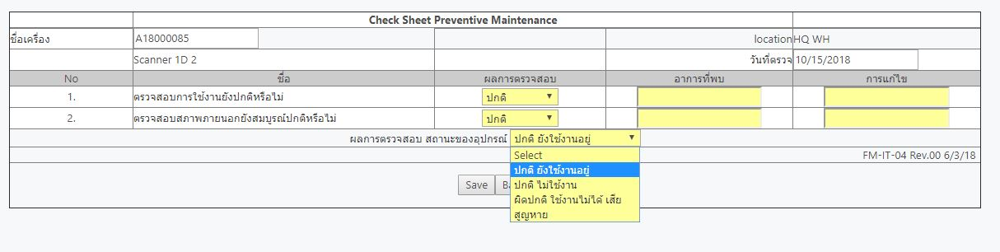 Check Sheet Preventive Maintenance
ชื่อเครื่อง A18000085 location HQ WH
Scanner 1D 2 วันที่ตรวจ 10/15/2018
No ชื่อ ผลการตรวจสอบ อาการที่พบ การแก้ไข
1. ตรวจสอบการใช้งานยังปกติหรือไม่ ปกติ
2. ตรวจสอบสภาพภายนอกยังสมบูรณ์ปกติหรือไม่ ปกติ
ผลการตรวจสอบ สถานะของอุปกรณ์ ปกติ ยังใช้งานอยู่
Select FM-IT-04 Rev.00 6/3/18
ปกติ ยังใช้งานอยู่
Save ปกติ ไม่ใช้งาน
ผิดปกติ ใช้งานไม่ได้ เสีย
สูญหาย